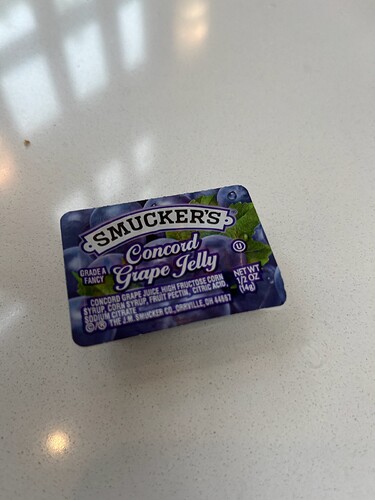 SMUCKER'S
Concord
Grape Jelly
GRADE A
FANCY
U
NET WT
1/2 OZ
(14g)
CONCORD GRAPE JUICE, HIGH FRUCTOSE CORN
SYRUP, CORN SYRUP, FRUIT PECTIN, CITRIC ACID,
SODIUM CITRATE
THE J.M. SMUCKER CO., ORRVILLE, OH 44667